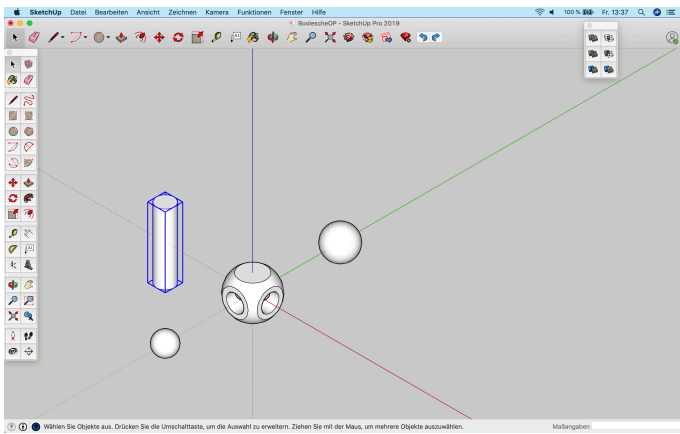 SketchUp Datei Bearbeiten Ansicht Zeichnen Kamera Funktionen Fenster Hilfe 100 % Fr. 13:37
BoolescheOP - SketchUp Pro 2019
Wählen Sie Objekte aus. Drücken Sie die Umschalttaste, um die Auswahl zu erweitern. Ziehen Sie mit der Maus, um mehrere Objekte auszuwählen. Maßangaben